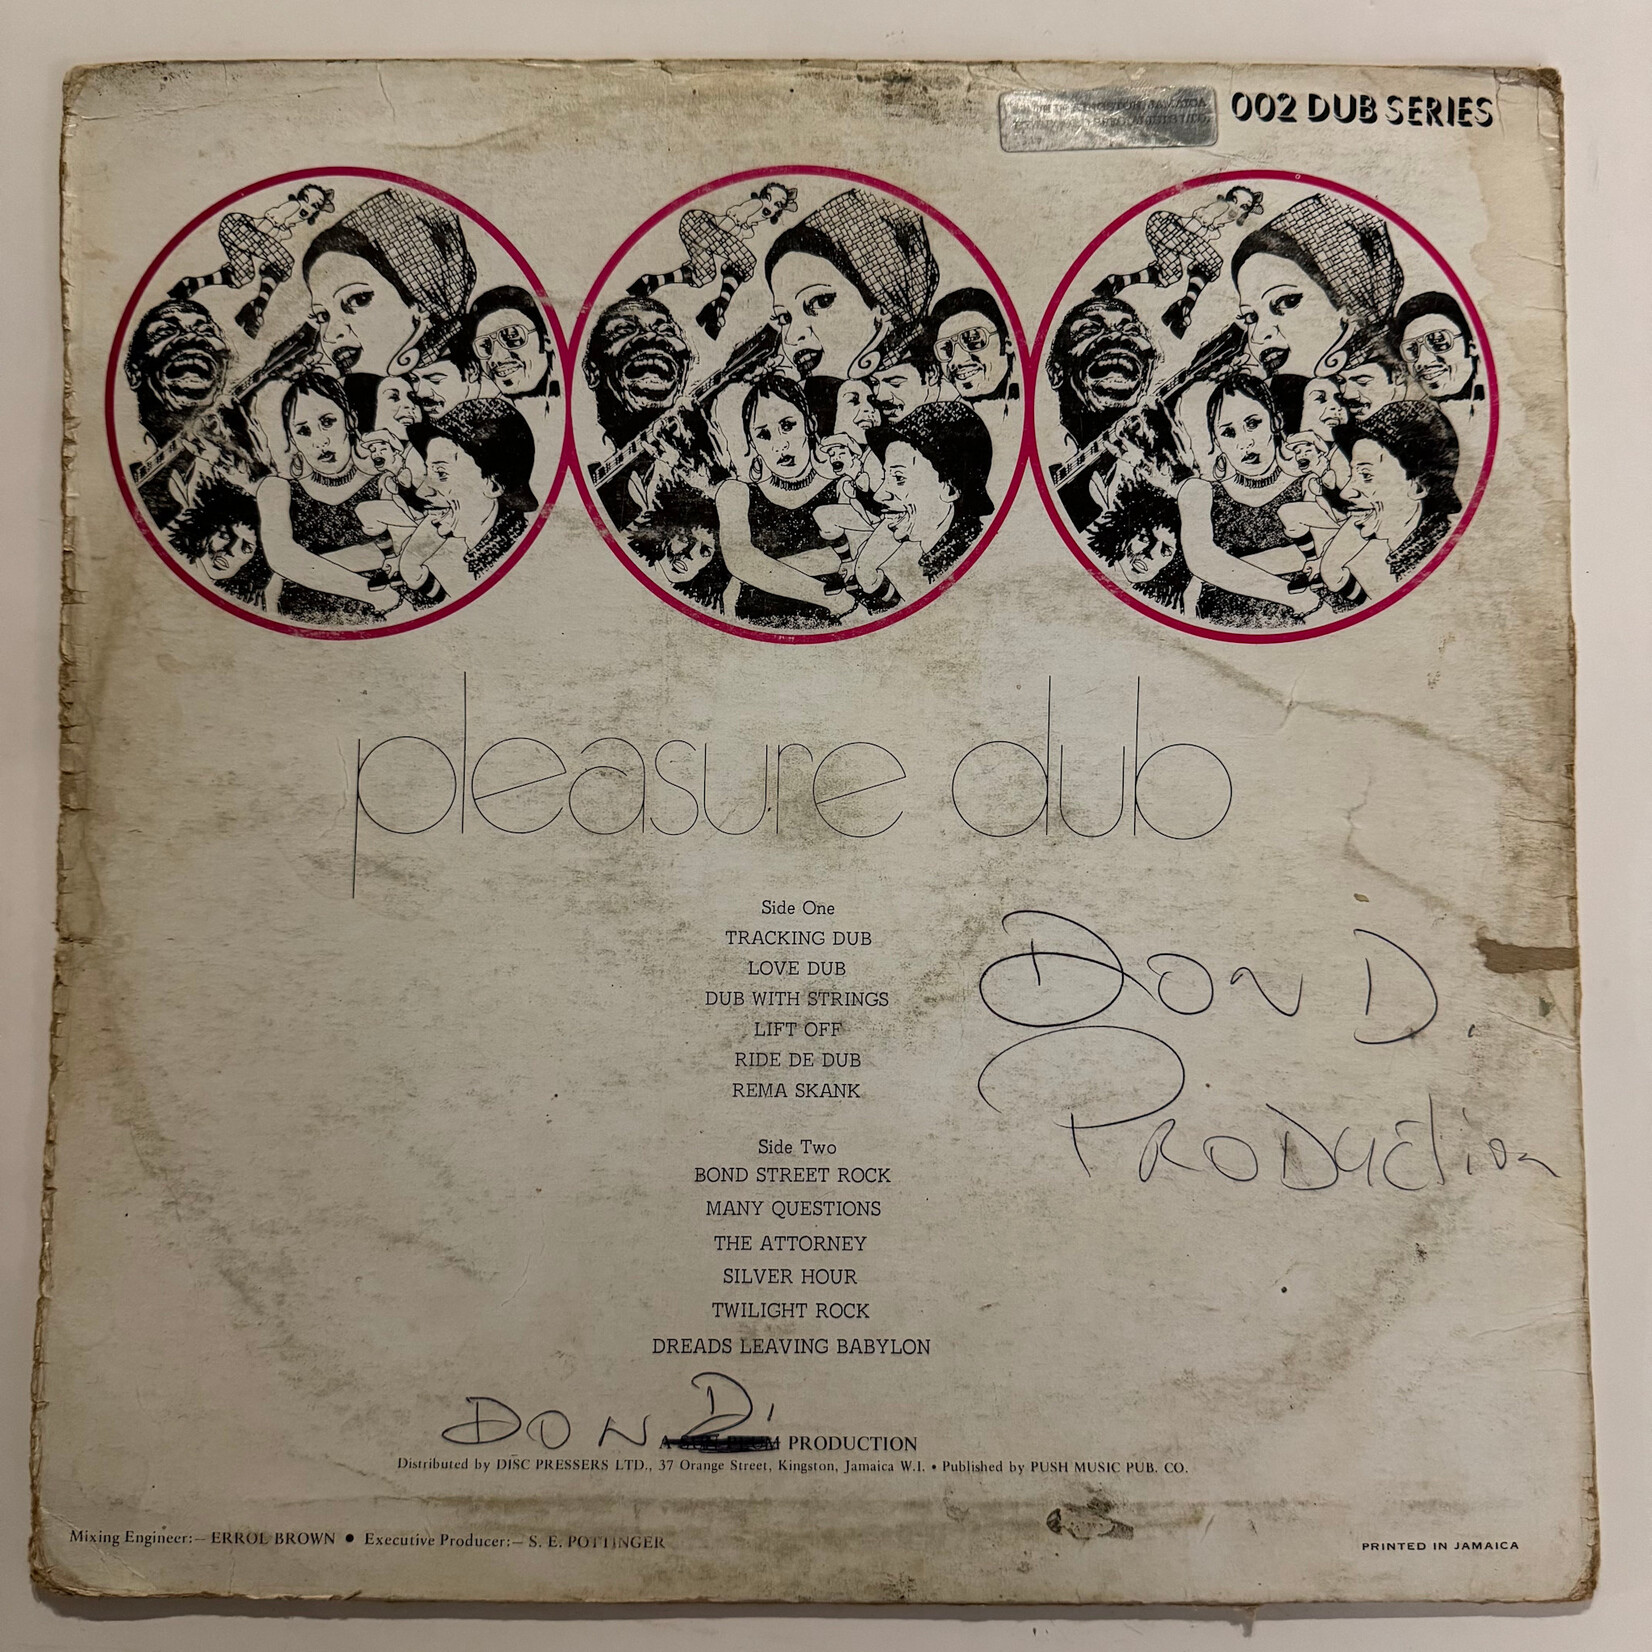 002 DUB SERIES
KINGSTON, JAMAICA
pleasure dub
Side One
TRACKING DUB
LOVE DUB
DUB WITH STRINGS
LIFT OFF
RIDE DE DUB
REMA SKANK
Side Two
BOND STREET ROCK
MANY QUESTIONS
THE ATTORNEY
SILVER HOUR
TWILIGHT ROCK
DREADS LEAVING BABYLON
DON D.
PRODUCTION
DON D.
A PRODUCTION
Distributed by DISC PRESSERS LTD., 37 Orange Street, Kingston, Jamaica W.I. • Published by PUSH MUSIC PUB. CO.
Mixing Engineer:– ERROL BROWN • Executive Producer:– S. E. POTTINGER
PRINTED IN JAMAICA